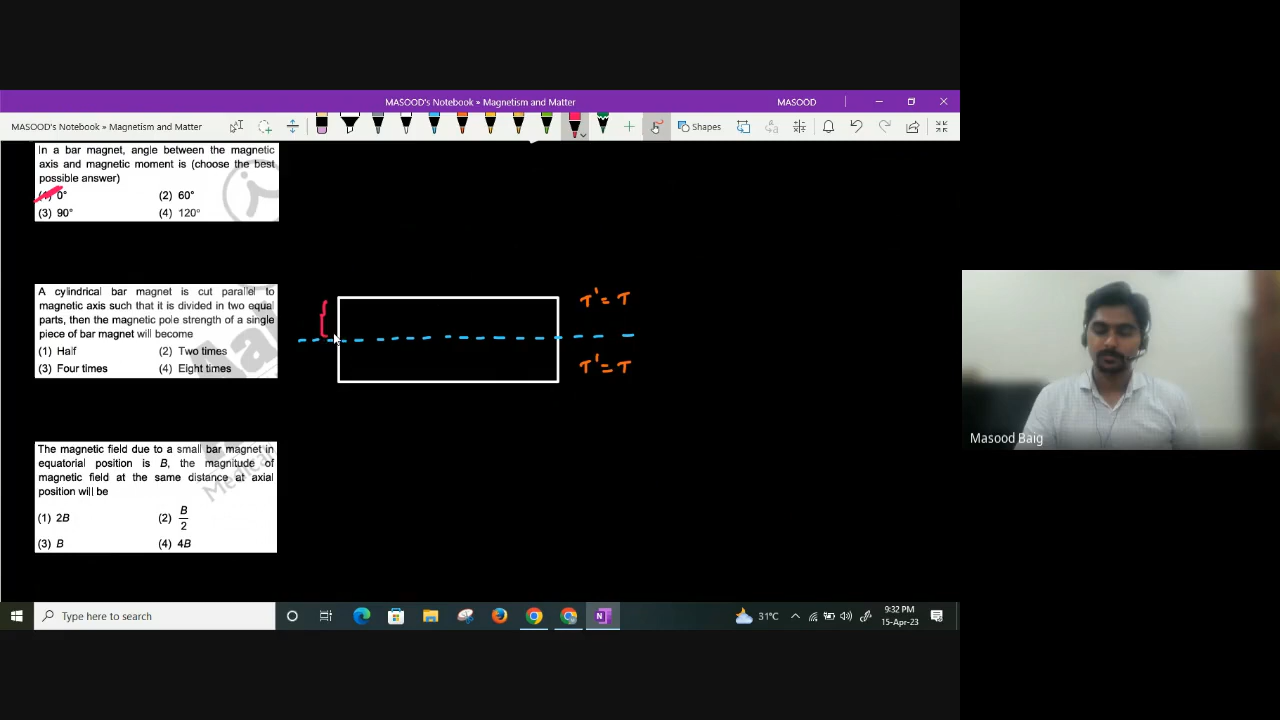 MASOOD's Notebook » Magnetism and Matter
MASOOD
MASOOD's Notebook » Magnetism and Matter
Shapes
In a bar magnet, angle between the magnetic
axis and magnetic moment is (choose the best
possible answer)
(1) 0° (2) 60°
(3) 90° (4) 120°
A cylindrical bar magnet is cut parallel to
magnetic axis such that it is divided in two equal
parts, then the magnetic pole strength of a single
piece of bar magnet will become
(1) Half (2) Two times
(3) Four times (4) Eight times
τ' = τ
τ' = τ
The magnetic field due to a small bar magnet in
equatorial position is B, the magnitude of
magnetic field at the same distance at axial
position will be
(1) 2B (2) B/2
(3) B (4) 4B
Masood Baig
Type here to search
31°C
9:32 PM
15-Apr-23